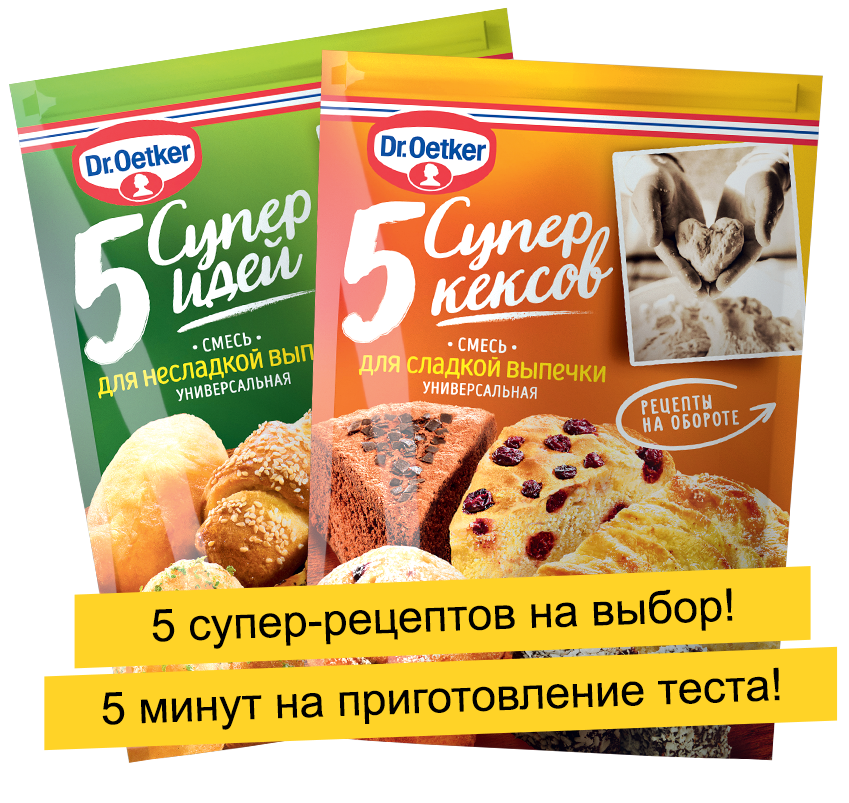 Dr.Oetker
5 Супер
идей
• СМЕСЬ •
для несладкой вып
УНИВЕРСАЛЬНАЯ
Dr.Oetker
5 Супер
кексов
• СМЕСЬ •
для сладкой выпечки
УНИВЕРСАЛЬНАЯ
РЕЦЕПТЫ
НА ОБОРОТЕ
5 супер-рецептов на выбор!
5 минут на приготовление теста!